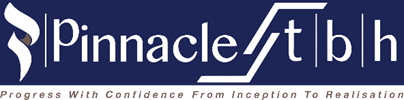 Pinnacle t|b|h
Progress With Confidence From Inception To Realisation